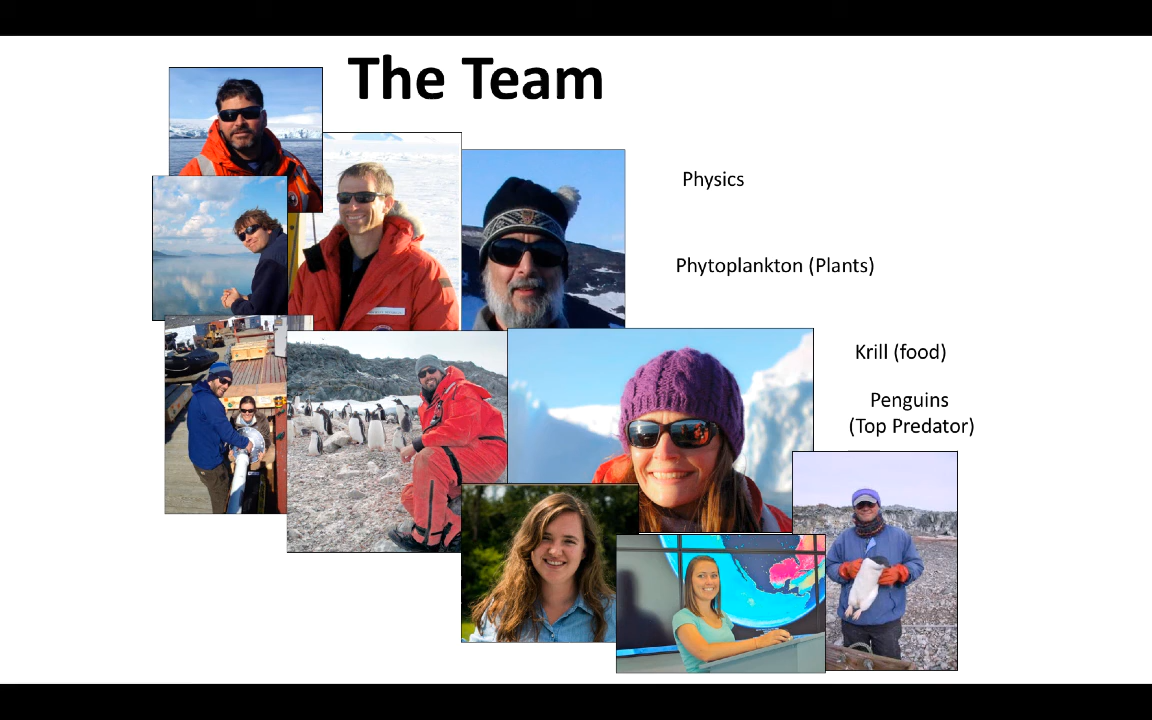 The Team
Physics
Phytoplankton (Plants)
Krill (food)
Penguins
(Top Predator)